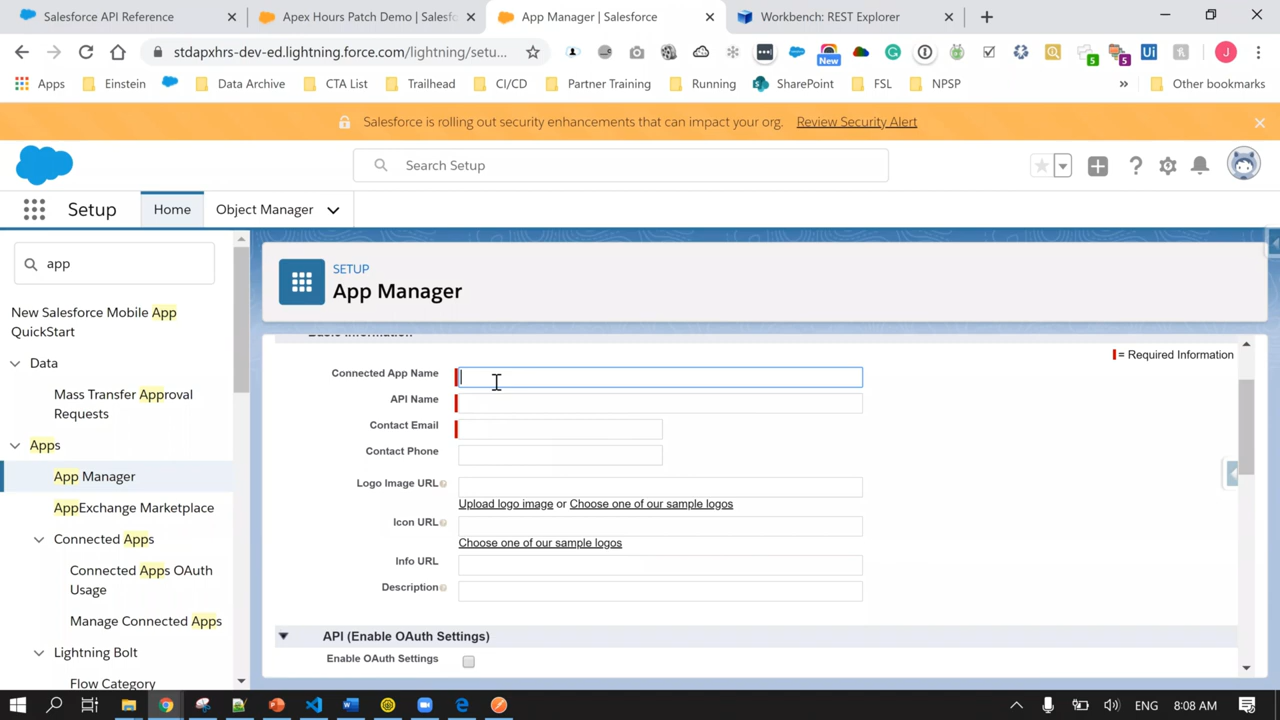 Salesforce API Reference
Apex Hours Patch Demo | Salesf
App Manager | Salesforce
Workbench: REST Explorer
stdapxhrs-dev-ed.lightning.force.com/lightning/setu...
New
5
5
Ui
J
Apps
Einstein
Data Archive
CTA List
Trailhead
CI/CD
Partner Training
Running
SharePoint
FSL
NPSP
»
Other bookmarks
Salesforce is rolling out security enhancements that can impact your org. Review Security Alert
Search Setup
Setup
Home
Object Manager
app
SETUP
App Manager
New Salesforce Mobile App
QuickStart
Data
Mass Transfer Approval
Requests
Apps
App Manager
AppExchange Marketplace
Connected Apps
Connected Apps OAuth
Usage
Manage Connected Apps
Lightning Bolt
Flow Category
Basic Information
= Required Information
Connected App Name
API Name
Contact Email
Contact Phone
Logo Image URL
Upload logo image or Choose one of our sample logos
Icon URL
Choose one of our sample logos
Info URL
Description
API (Enable OAuth Settings)
Enable OAuth Settings
ENG
8:08 AM